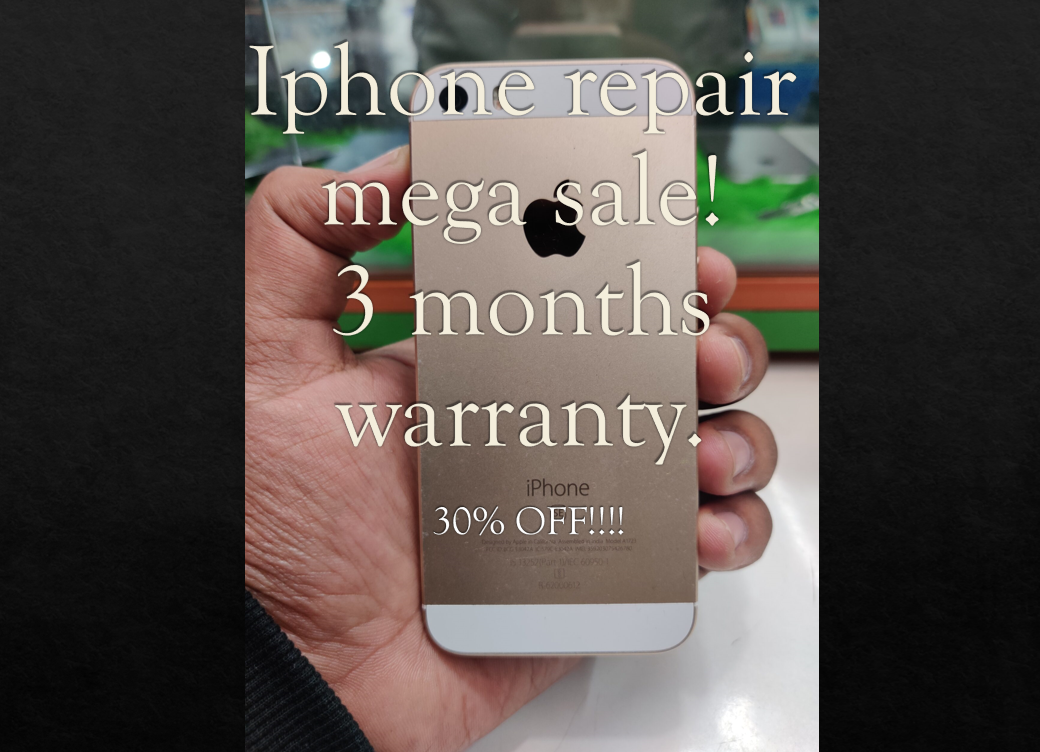 Iphone repair
mega sale!
3 months
warranty.
iPhone
30% OFF!!!!